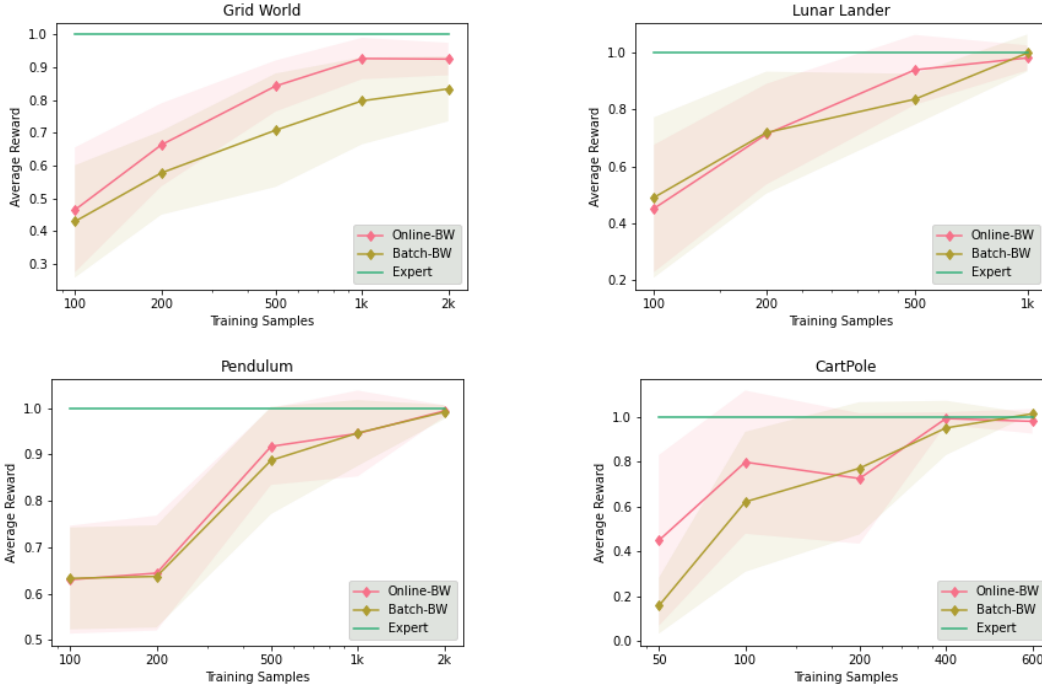 Grid World
1.0
0.9
0.8
0.7
0.6
0.5
0.4
0.3
Average Reward
100
200
500
1k
2k
Training Samples
Online-BW
Batch-BW
Expert
Lunar Lander
1.0
0.8
0.6
0.4
0.2
Average Reward
100
200
500
1k
Training Samples
Online-BW
Batch-BW
Expert
Pendulum
1.0
0.9
0.8
0.7
0.6
0.5
Average Reward
100
200
500
1k
2k
Training Samples
Online-BW
Batch-BW
Expert
CartPole
1.0
0.8
0.6
0.4
0.2
0.0
Average Reward
50
100
200
400
600
Training Samples
Online-BW
Batch-BW
Expert